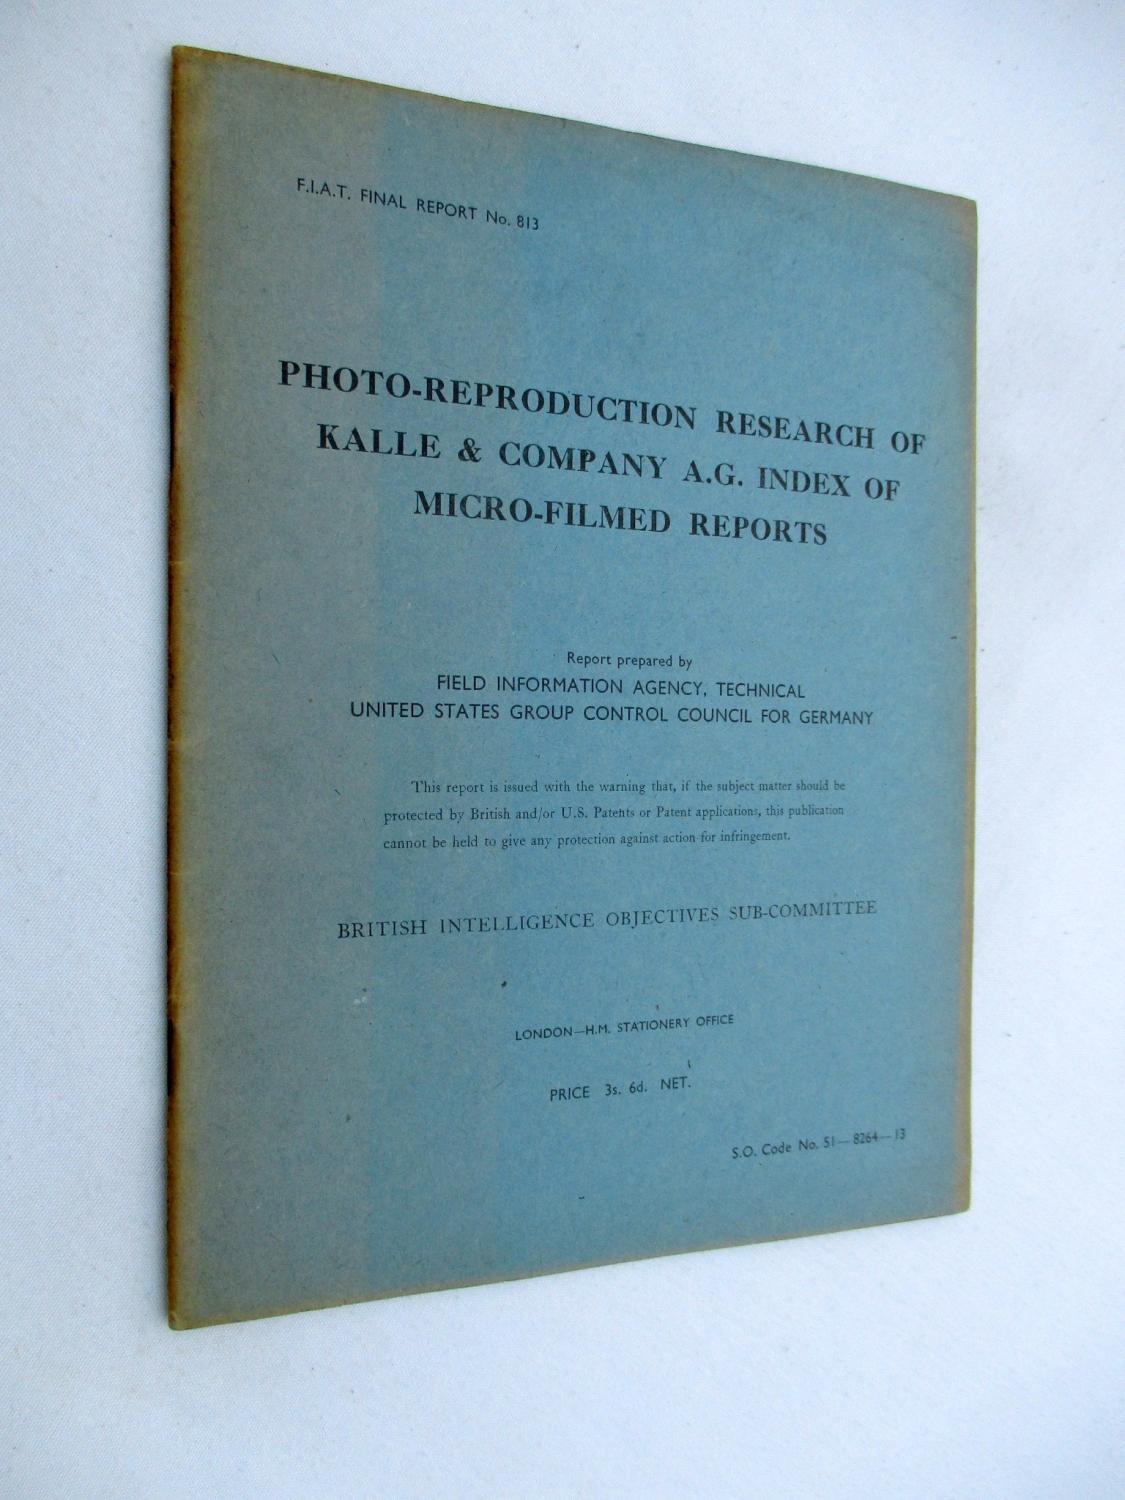 F.I.A.T. FINAL REPORT No. 813
PHOTO-REPRODUCTION RESEARCH OF
KALLE & COMPANY A.G. INDEX OF
MICRO-FILMED REPORTS
Report prepared by
FIELD INFORMATION AGENCY, TECHNICAL
UNITED STATES GROUP CONTROL COUNCIL FOR GERMANY
This report is issued with the warning that, if the subject matter should be
protected by British and/or U.S. Patents or Patent applications, this publication
cannot be held to give any protection against action for infringement.
BRITISH INTELLIGENCE OBJECTIVES SUB-COMMITTEE
LONDON—H.M. STATIONERY OFFICE
PRICE 3s. 6d. NET.
S.O. Code No. 51—8264—13